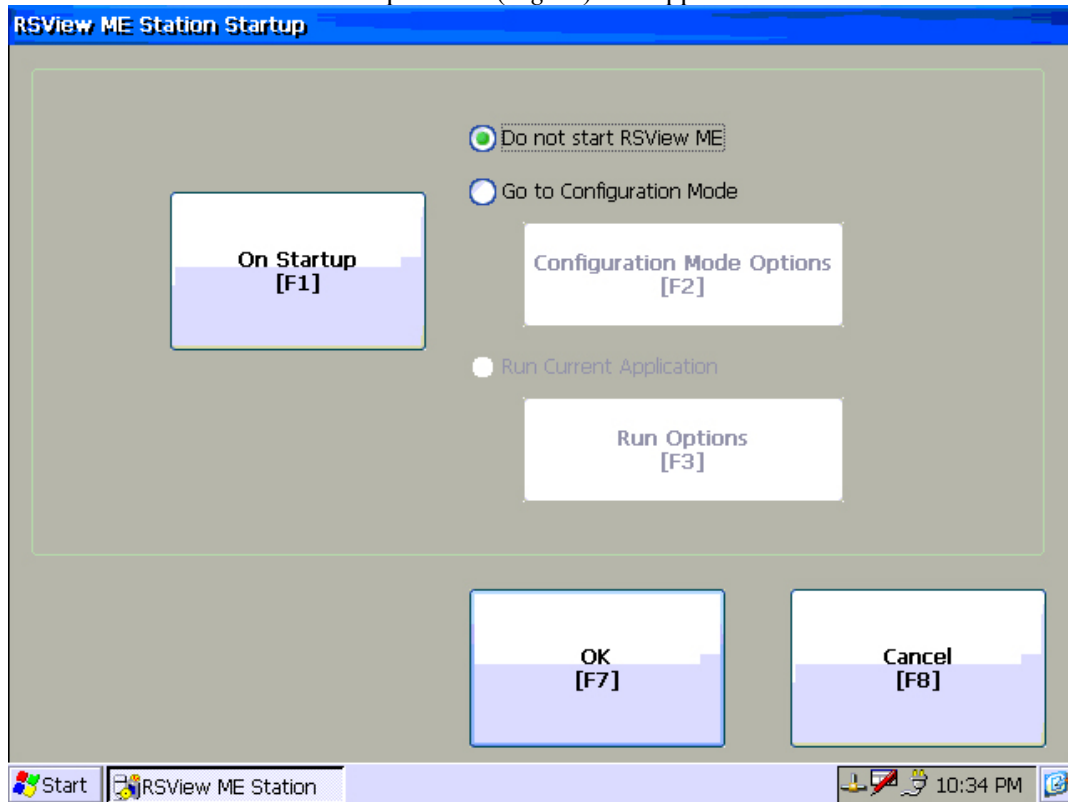 RSView ME Station Startup
Do not start RSView ME
Go to Configuration Mode
On Startup
[F1]
Configuration Mode Options
[F2]
Run Current Application
Run Options
[F3]
OK
[F7]
Cancel
[F8]
Start
RSView ME Station
10:34 PM